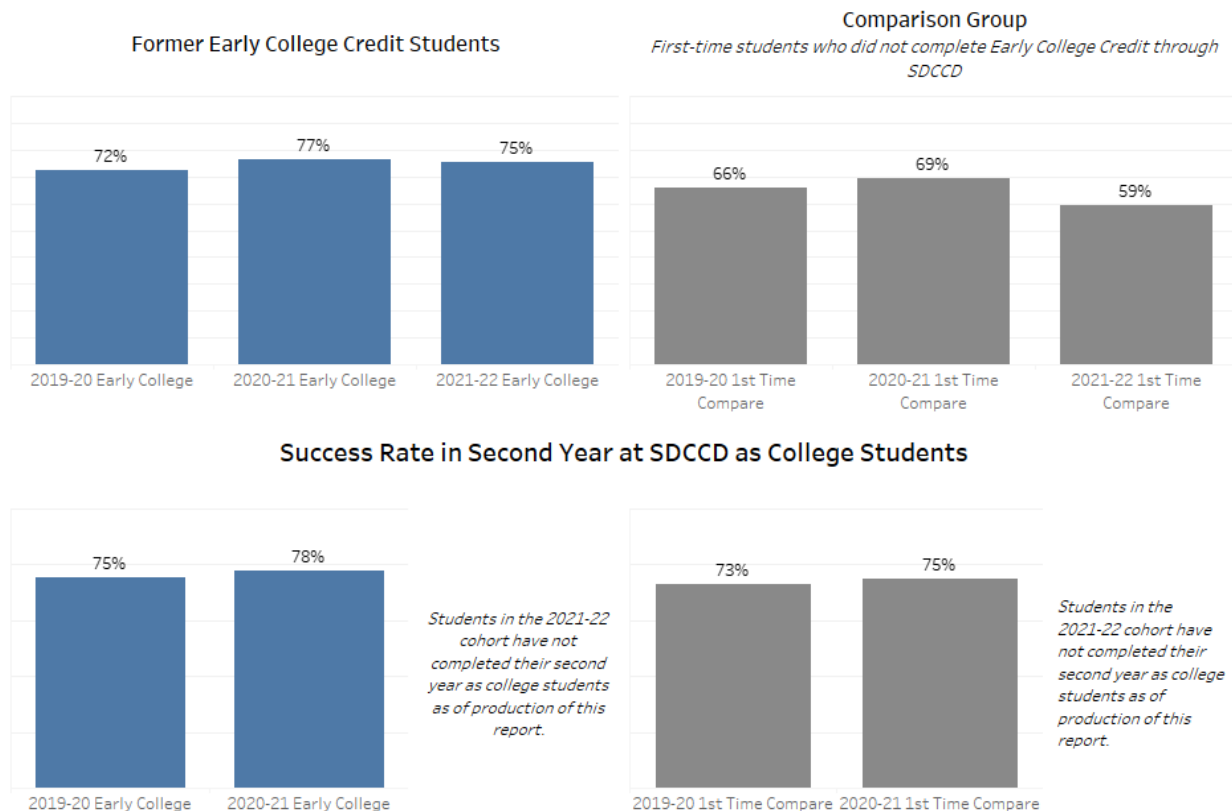 Former Early College Credit Students
Comparison Group
First-time students who did not complete Early College Credit through
SDCCD
72%
77%
75%
2019-20 Early College
2020-21 Early College
2021-22 Early College
66%
69%
59%
2019-20 1st Time
Compare
2020-21 1st Time
Compare
2021-22 1st Time
Compare
Success Rate in Second Year at SDCCD as College Students
75%
78%
2019-20 Early College
2020-21 Early College
Students in the 2021-22
cohort have not
completed their second
year as college students
as of production of this
report.
73%
75%
2019-20 1st Time Compare
2020-21 1st Time Compare
Students in the
2021-22 cohort have
not completed their
second year as college
students as of
production of this
report.